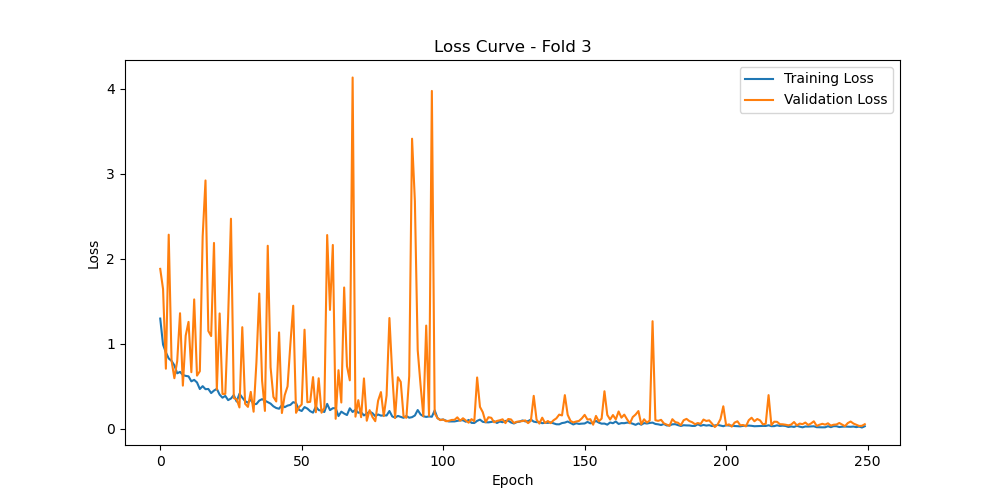 Loss Curve - Fold 3
Training Loss
Validation Loss
4
3
2
1
0
Loss
0 50 100 150 200 250
Epoch